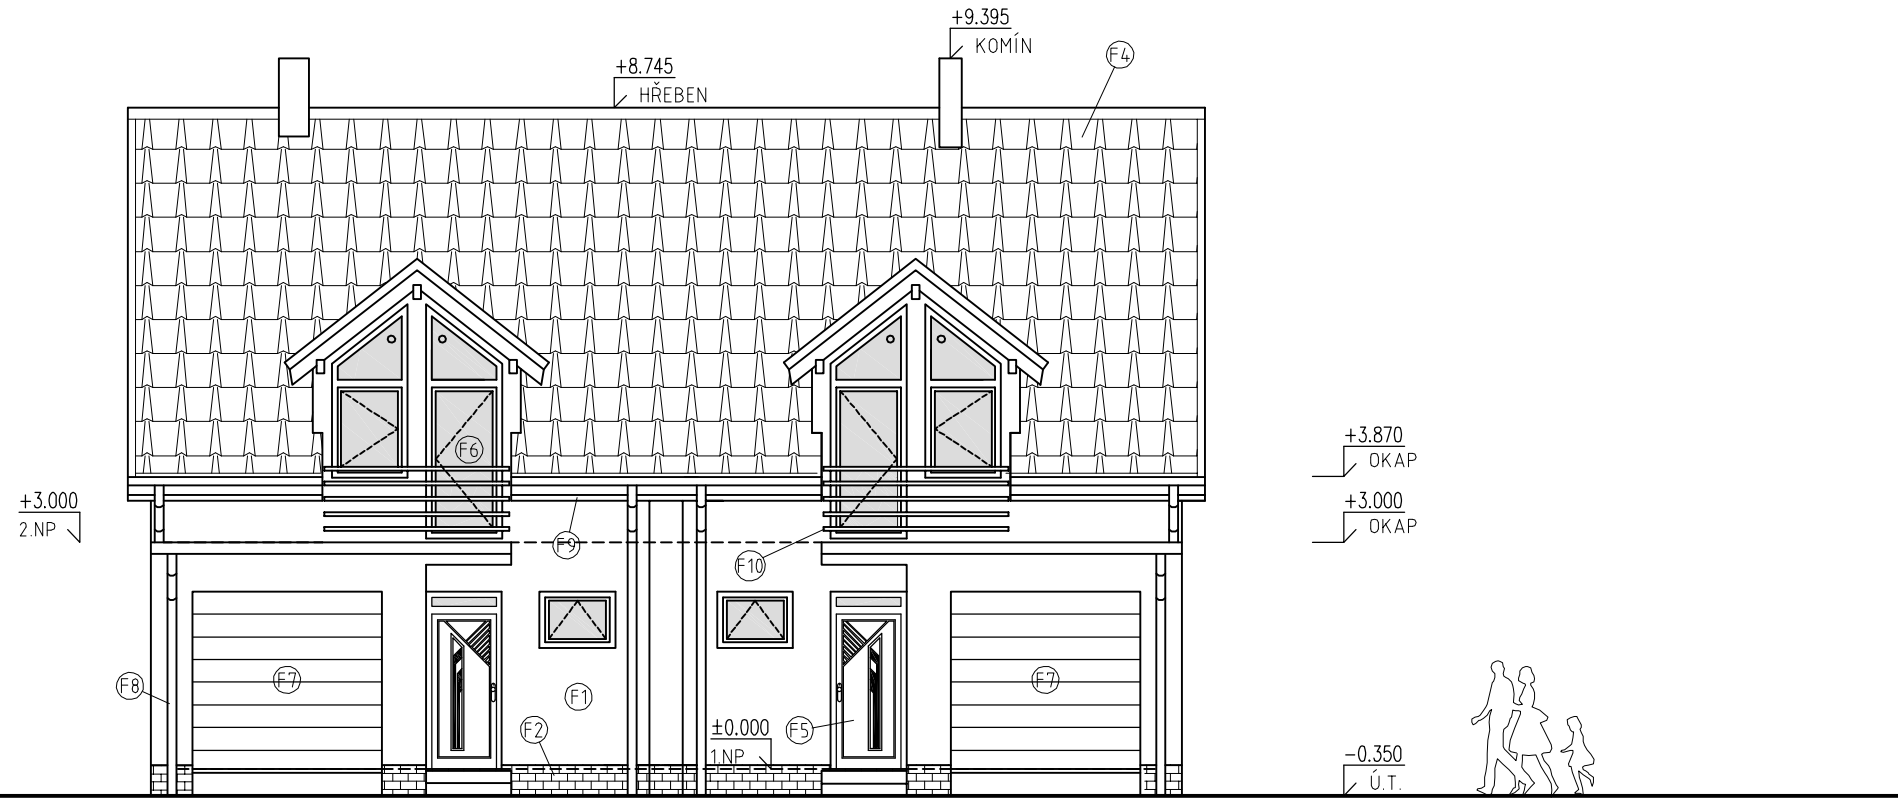 +9.395
KOMÍN
F4
+8.745
HŘEBEN
+3.870
OKAP
F6
+3.000
2.NP
+3.000
OKAP
F9
F10
F8
F7
F1
F7
F2
±0.000
1.NP
F5
-0.350
Ú.T.